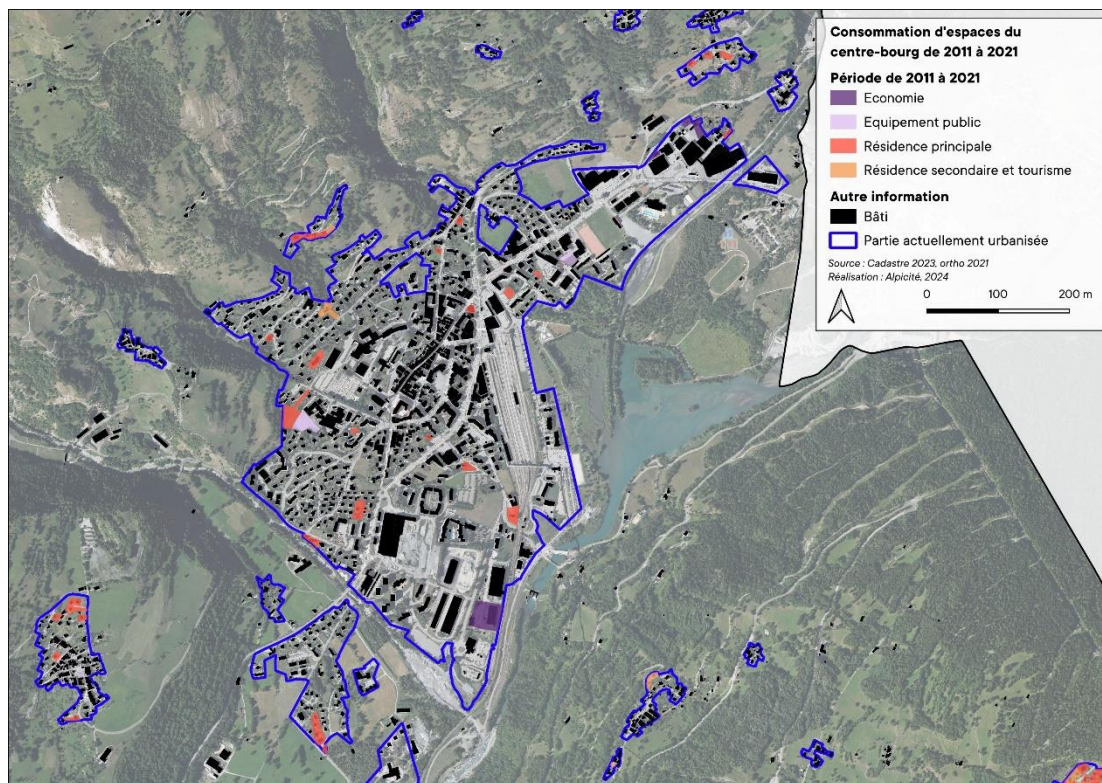 Consommation d'espaces du
centre-bourg de 2011 à 2021
Période de 2011 à 2021
Economie
Equipement public
Résidence principale
Résidence secondaire et tourisme
Autre information
Bâti
Partie actuellement urbanisée
Source : Cadastre 2023, ortho 2021
Réalisation : Alpicité, 2024
0 100 200 m